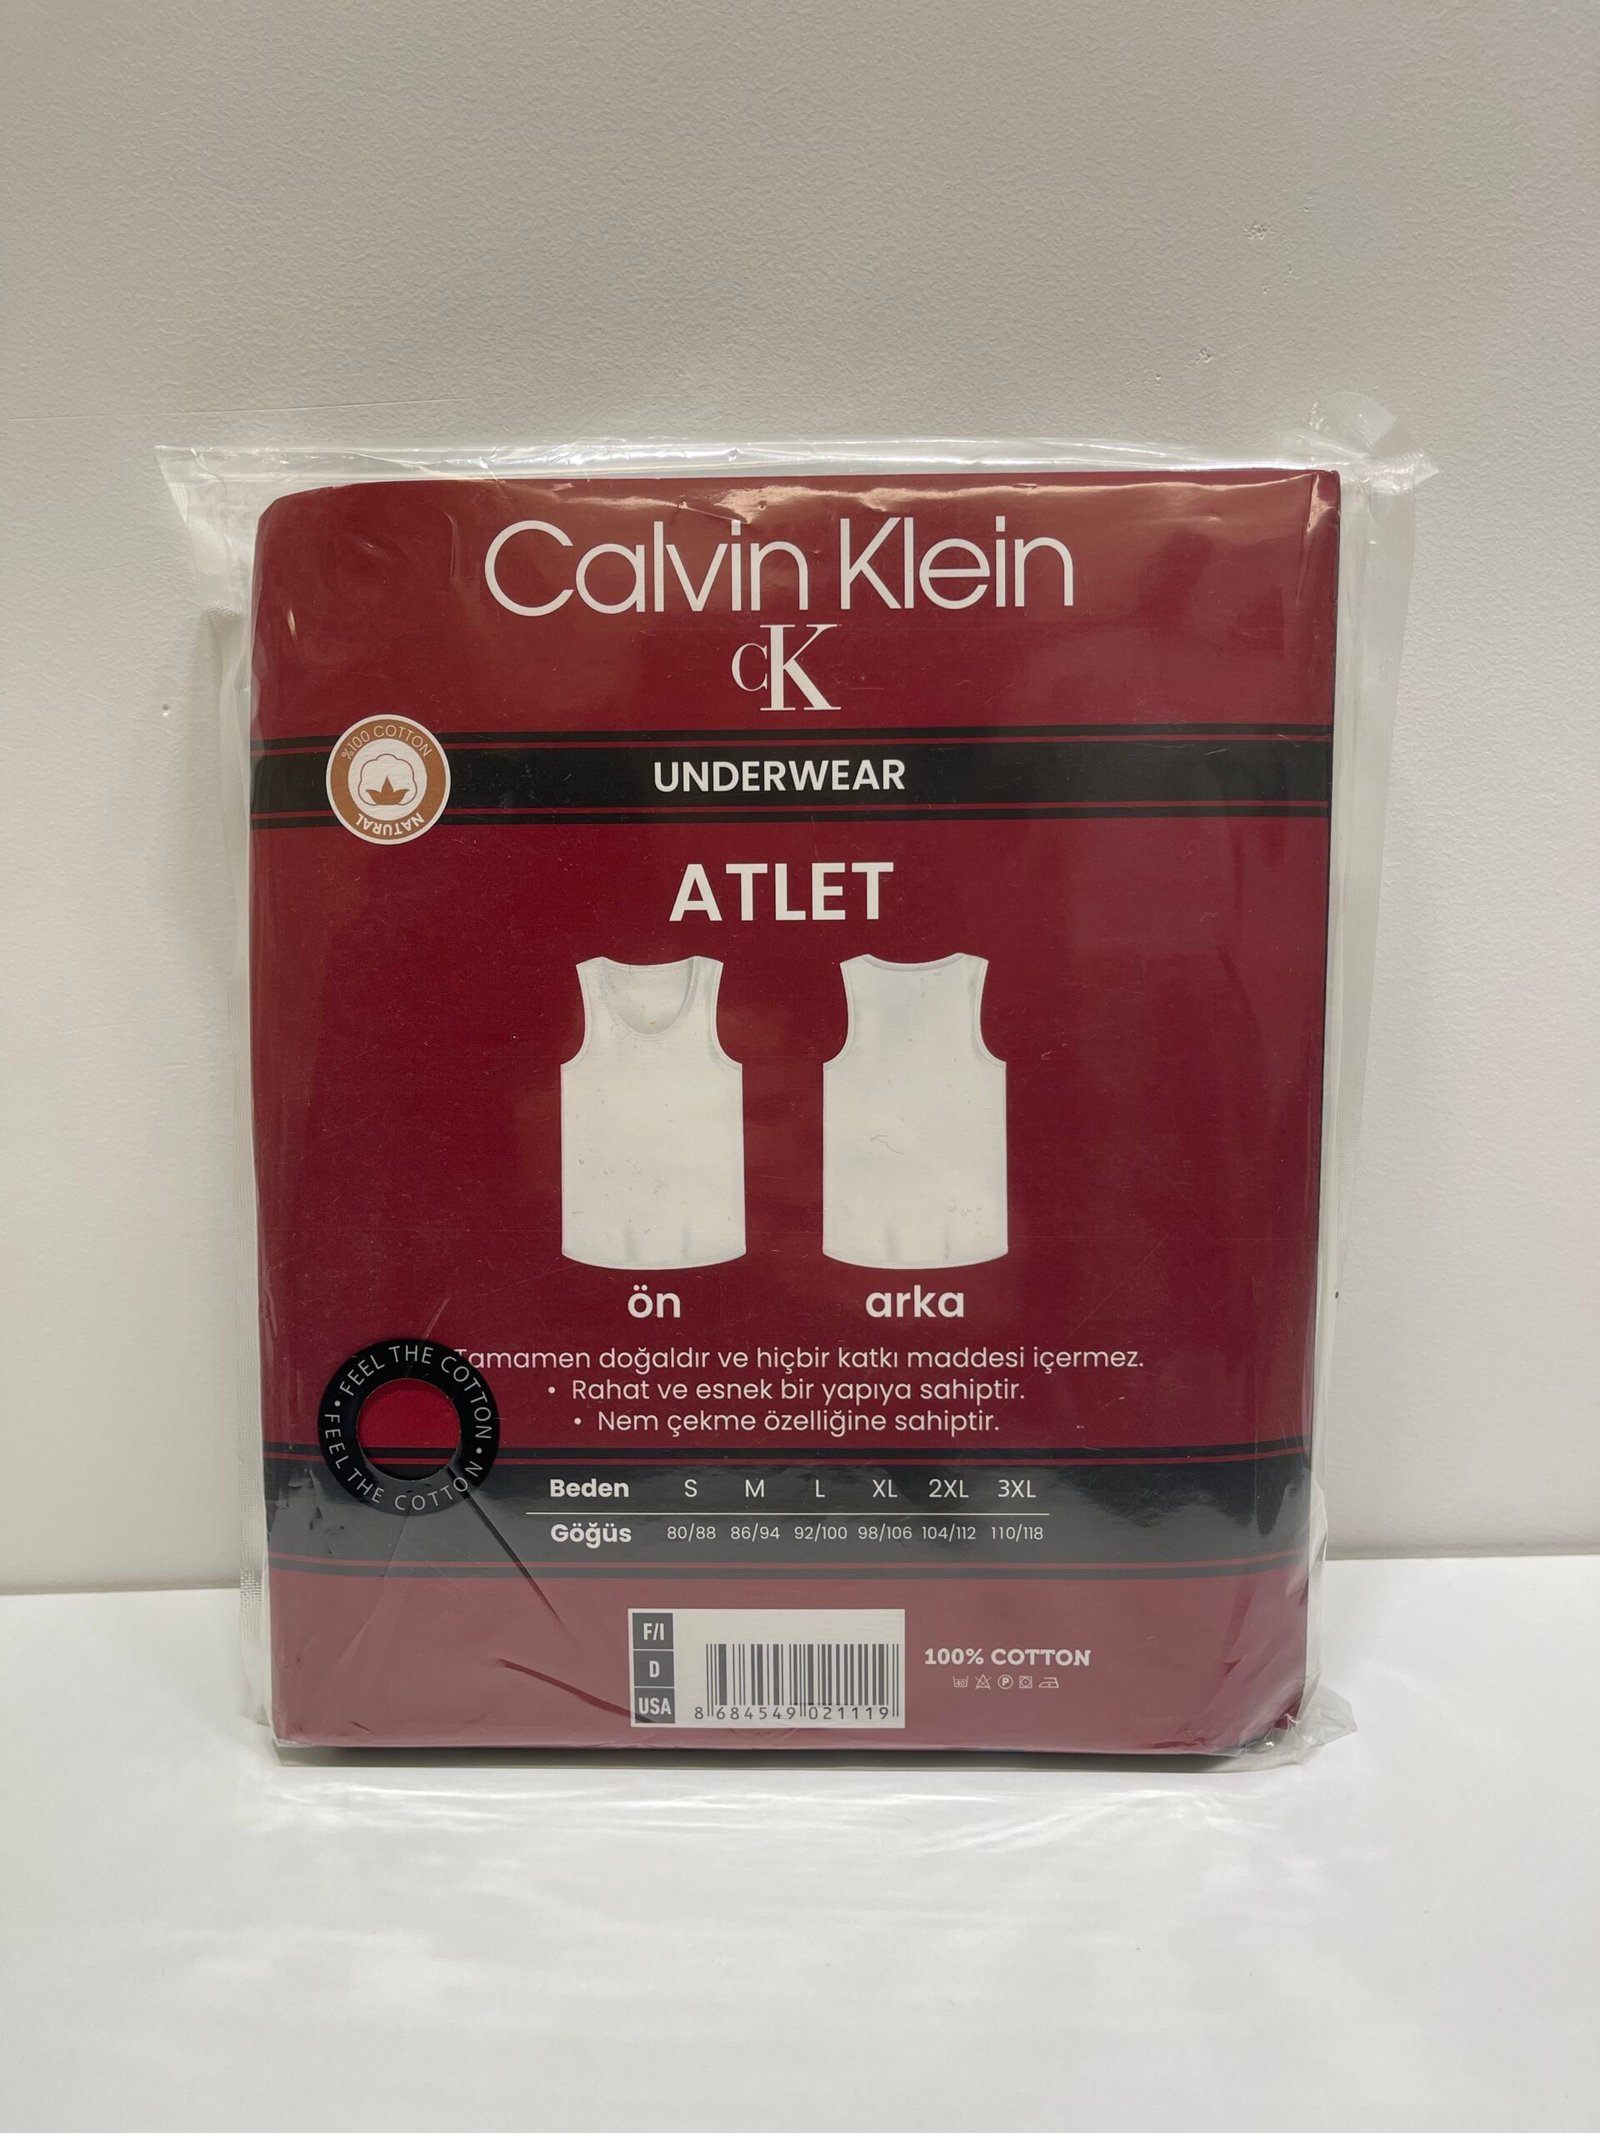 Calvin Klein
CK
UNDERWEAR
%100 COTTON
NATURAL
ATLET
ön arka
Tamamen doğaldır ve hiçbir katkı maddesi içermez.
• Rahat ve esnek bir yapıya sahiptir.
• Nem çekme özelliğine sahiptir.
FEEL THE COTTON • FEEL THE COTTON •
Beden S M L XL 2XL 3XL
Göğüs 80/88 86/94 92/100 98/106 104/112 110/118
F/I
D
USA
8 684549 021119
100% COTTON
40 P